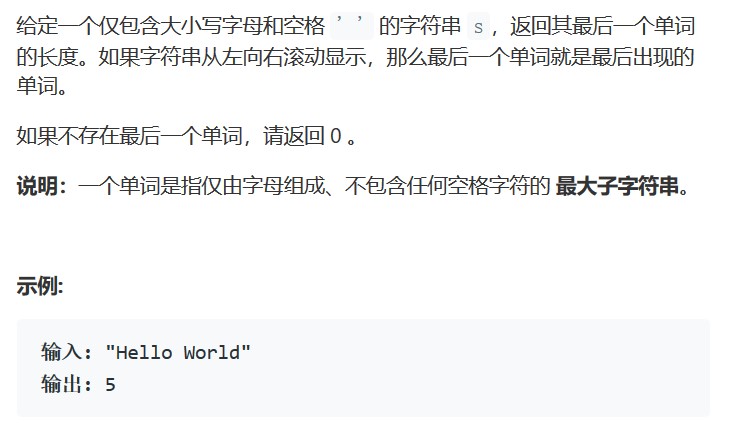 给定一个仅包含大小写字母和空格 ' ' 的字符串 s，返回其最后一个单词
的长度。如果字符串从左向右滚动显示，那么最后一个单词就是最后出现的
单词。
如果不存在最后一个单词，请返回 0 。
说明：一个单词是指仅由字母组成、不包含任何空格字符的 最大子字符串。
示例:
输入: "Hello World"
输出: 5